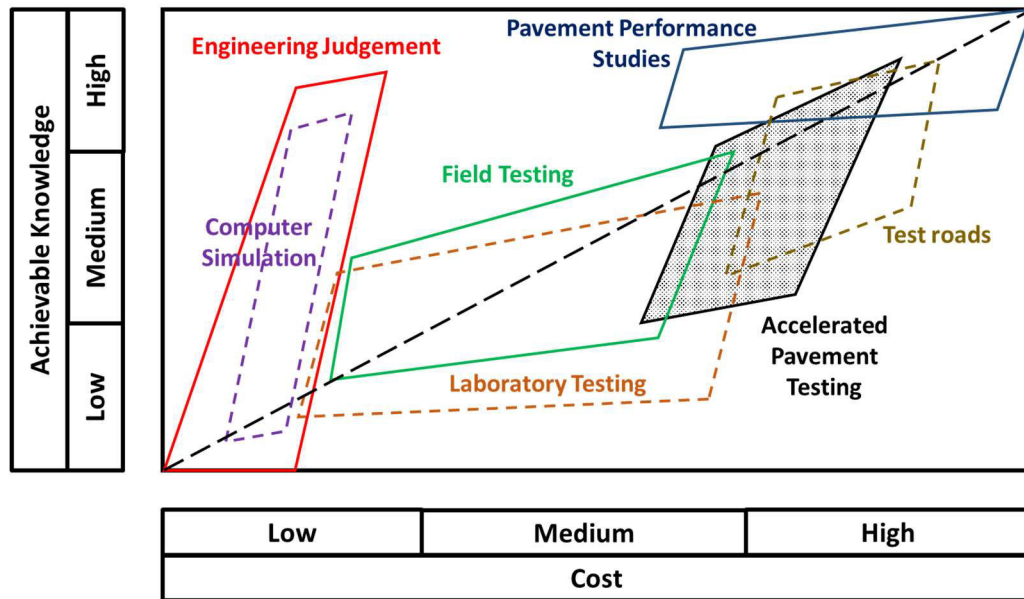 Achievable Knowledge
High
Medium
Low
Engineering Judgement
Pavement Performance
Studies
Field Testing
Computer
Simulation
Test roads
Accelerated
Pavement
Testing
Laboratory Testing
Low
Medium
High
Cost